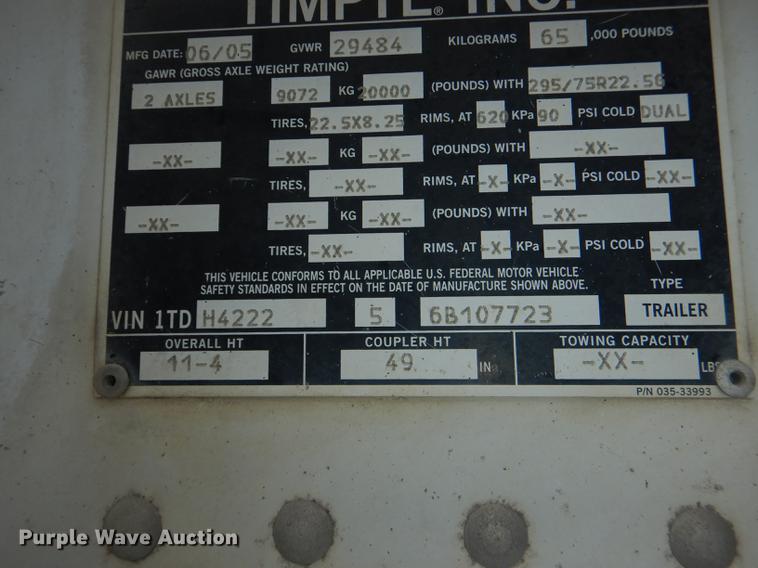 TIMPTE® INC.
MFG DATE: 06/05 GVWR 29484 KILOGRAMS 65 ,000 POUNDS
GAWR (GROSS AXLE WEIGHT RATING)
2 AXLES 9072 KG 20000 (POUNDS) WITH 295/75R22.5G
TIRES, 22.5X8.25 RIMS, AT 620 KPa 90 PSI COLD DUAL
-XX- -XX- KG -XX- (POUNDS) WITH -XX-
TIRES, -XX- RIMS, AT -X- KPa -X- PSI COLD -XX-
-XX- -XX- KG -XX- (POUNDS) WITH -XX-
TIRES, -XX- RIMS, AT -X- KPa -X- PSI COLD -XX-
THIS VEHICLE CONFORMS TO ALL APPLICABLE U.S. FEDERAL MOTOR VEHICLE
SAFETY STANDARDS IN EFFECT ON THE DATE OF MANUFACTURE SHOWN ABOVE. TYPE
VIN 1TD H4222 5 6B107723 TRAILER
OVERALL HT COUPLER HT TOWING CAPACITY
11-4 49 IN. -XX- LBS
P/N 035-33993
Purple Wave Auction